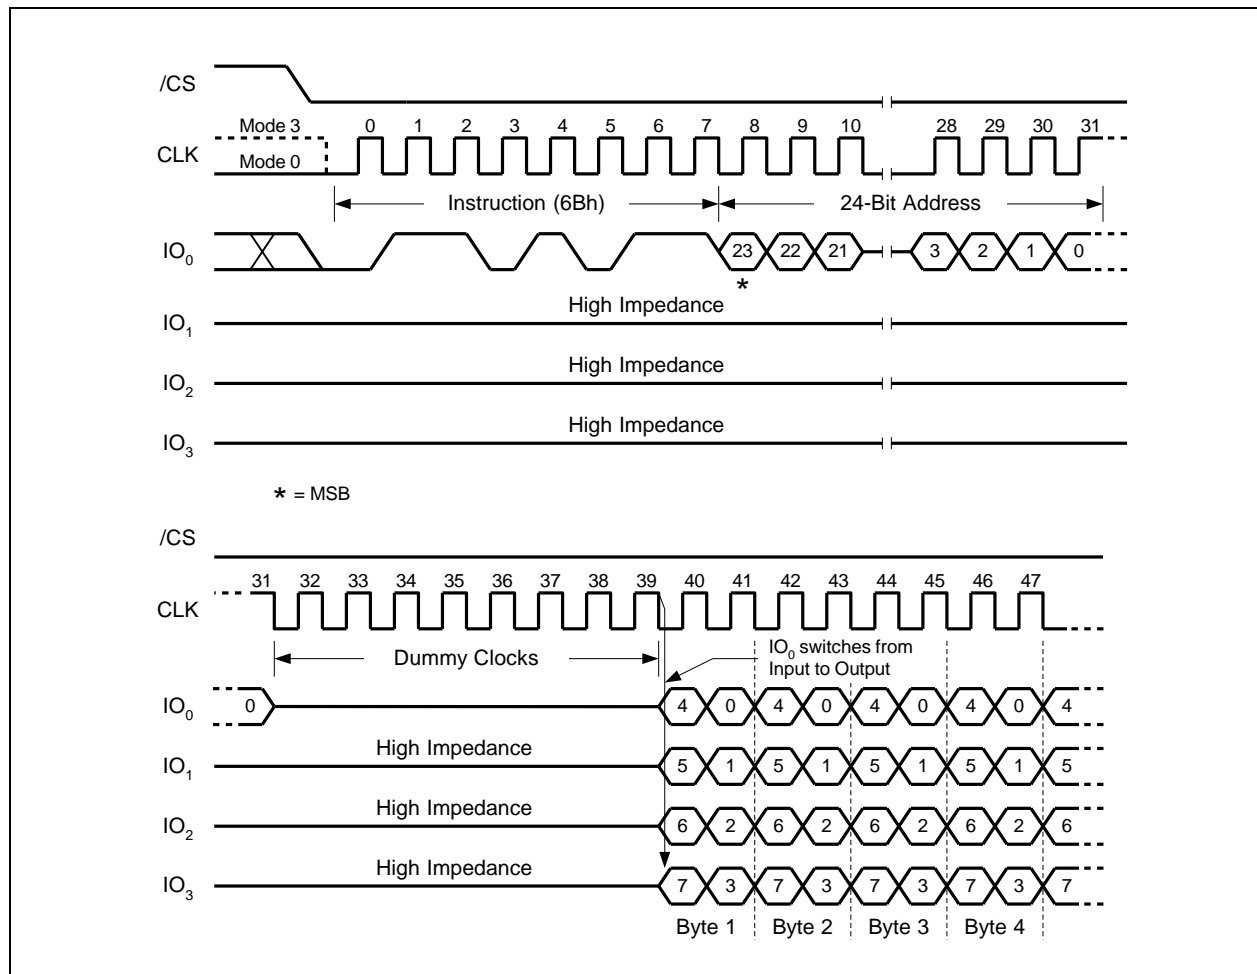 /CS
Mode 3 0 1 2 3 4 5 6 7 8 9 10 28 29 30 31
CLK
Mode 0
Instruction (6Bh) 24-Bit Address
IO0 23 22 21 3 2 1 0
*
High Impedance
IO1
High Impedance
IO2
High Impedance
IO3
* = MSB
/CS
31 32 33 34 35 36 37 38 39 40 41 42 43 44 45 46 47
CLK
IO0 switches from
Dummy Clocks Input to Output
IO0 0 4 0 4 0 4 0 4 0 4
High Impedance
IO1 5 1 5 1 5 1 5 1 5
High Impedance
IO2 6 2 6 2 6 2 6 2 6
High Impedance
IO3 7 3 7 3 7 3 7 3 7
Byte 1 Byte 2 Byte 3 Byte 4